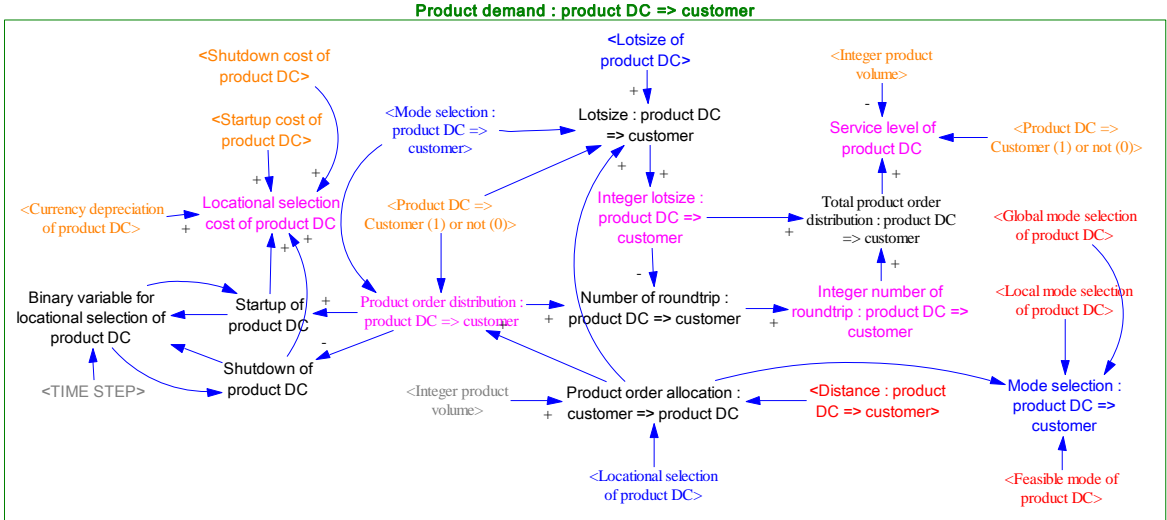 Product demand : product DC => customer
<Shutdown cost of
product DC>
<Startup cost of
product DC>
<Currency depreciation
of product DC>
Locational selection
cost of product DC
+
+
+
+
+
Binary variable for
locational selection of
product DC
Startup of
product DC
Shutdown of
product DC
<TIME STEP>
<Mode selection :
product DC =>
customer>
<Product DC =>
Customer (1) or not (0)>
Product order distribution :
product DC => customer
+
-
+
+
+
<Lotsize of
product DC>
+
Lotsize : product DC
=> customer
+
+
+
Integer lotsize :
product DC =>
customer
-
Number of roundtrip :
product DC => customer
+
+
<Integer product
volume>
+
Product order allocation :
customer => product DC
<Locational selection
of product DC>
<Distance : product
DC => customer>
<Integer product
volume>
-
Service level of
product DC
<Product DC =>
Customer (1) or not (0)>
+
Total product order
distribution : product DC
=> customer
+
+
Integer number of
roundtrip : product DC =>
customer
<Global mode selection
of product DC>
<Local mode selection
of product DC>
Mode selection :
product DC =>
customer
<Feasible mode of
product DC>